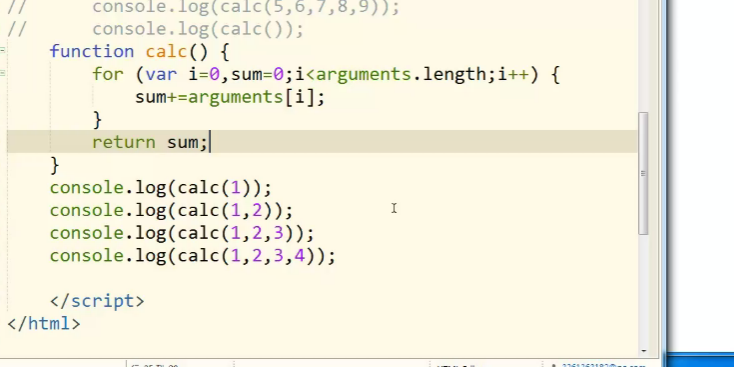 //      console.log(calc(5,6,7,8,9));
//      console.log(calc());
function calc() {
for (var i=0,sum=0;i<arguments.length;i++) {
sum+=arguments[i];
}
return sum;
}
console.log(calc(1));
console.log(calc(1,2));
console.log(calc(1,2,3));
console.log(calc(1,2,3,4));
</script>
</html>